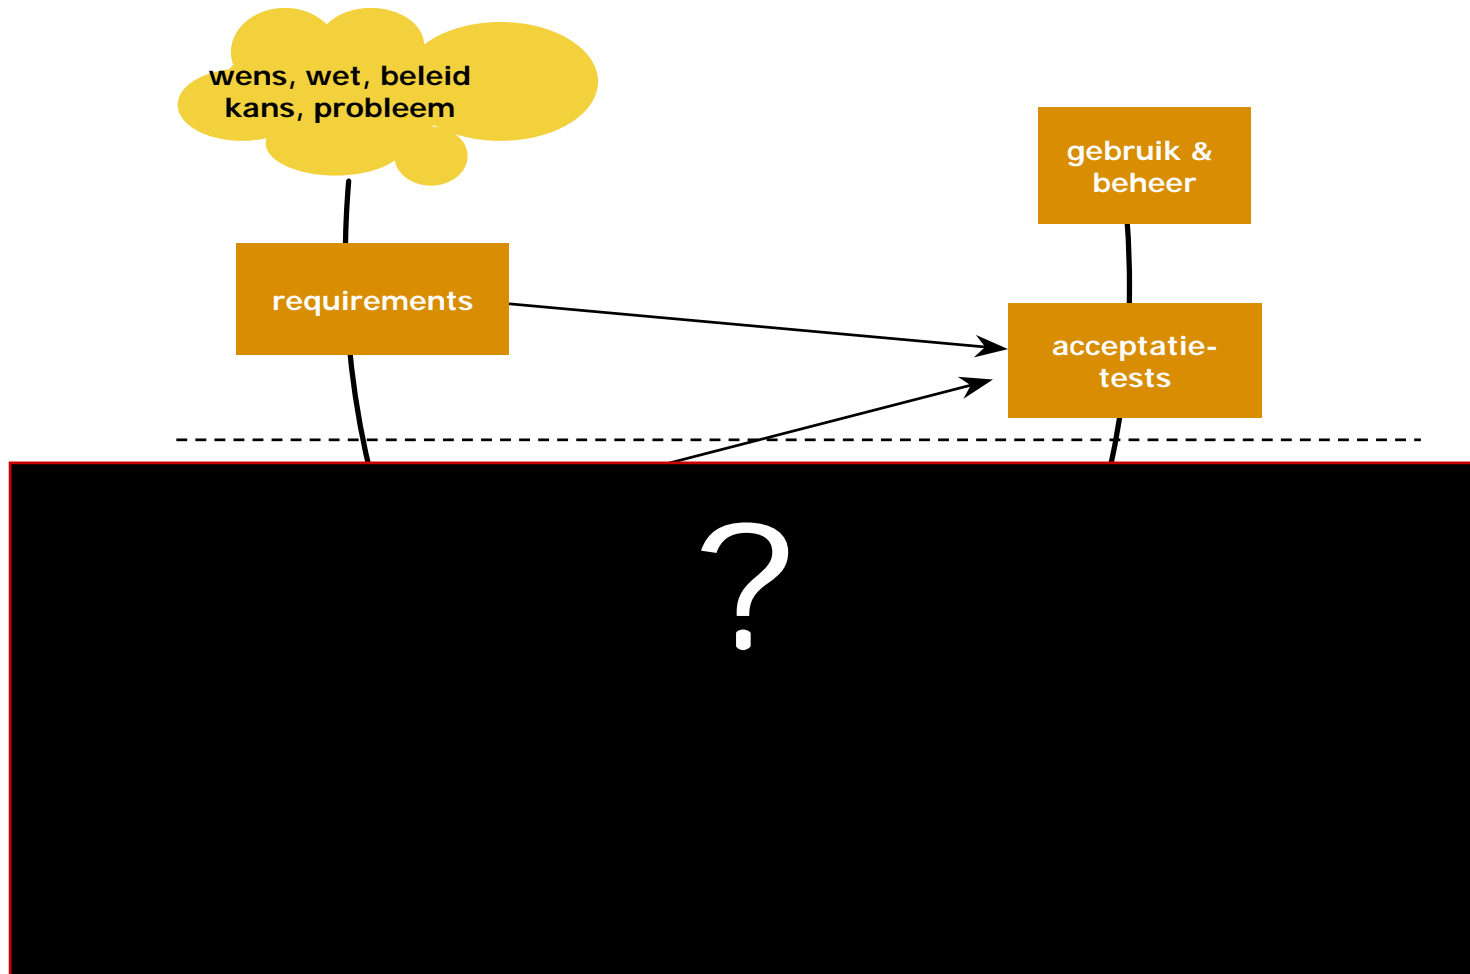 wens, wet, beleid
kans, probleem
gebruik &
beheer
requirements
acceptatie-
tests
?